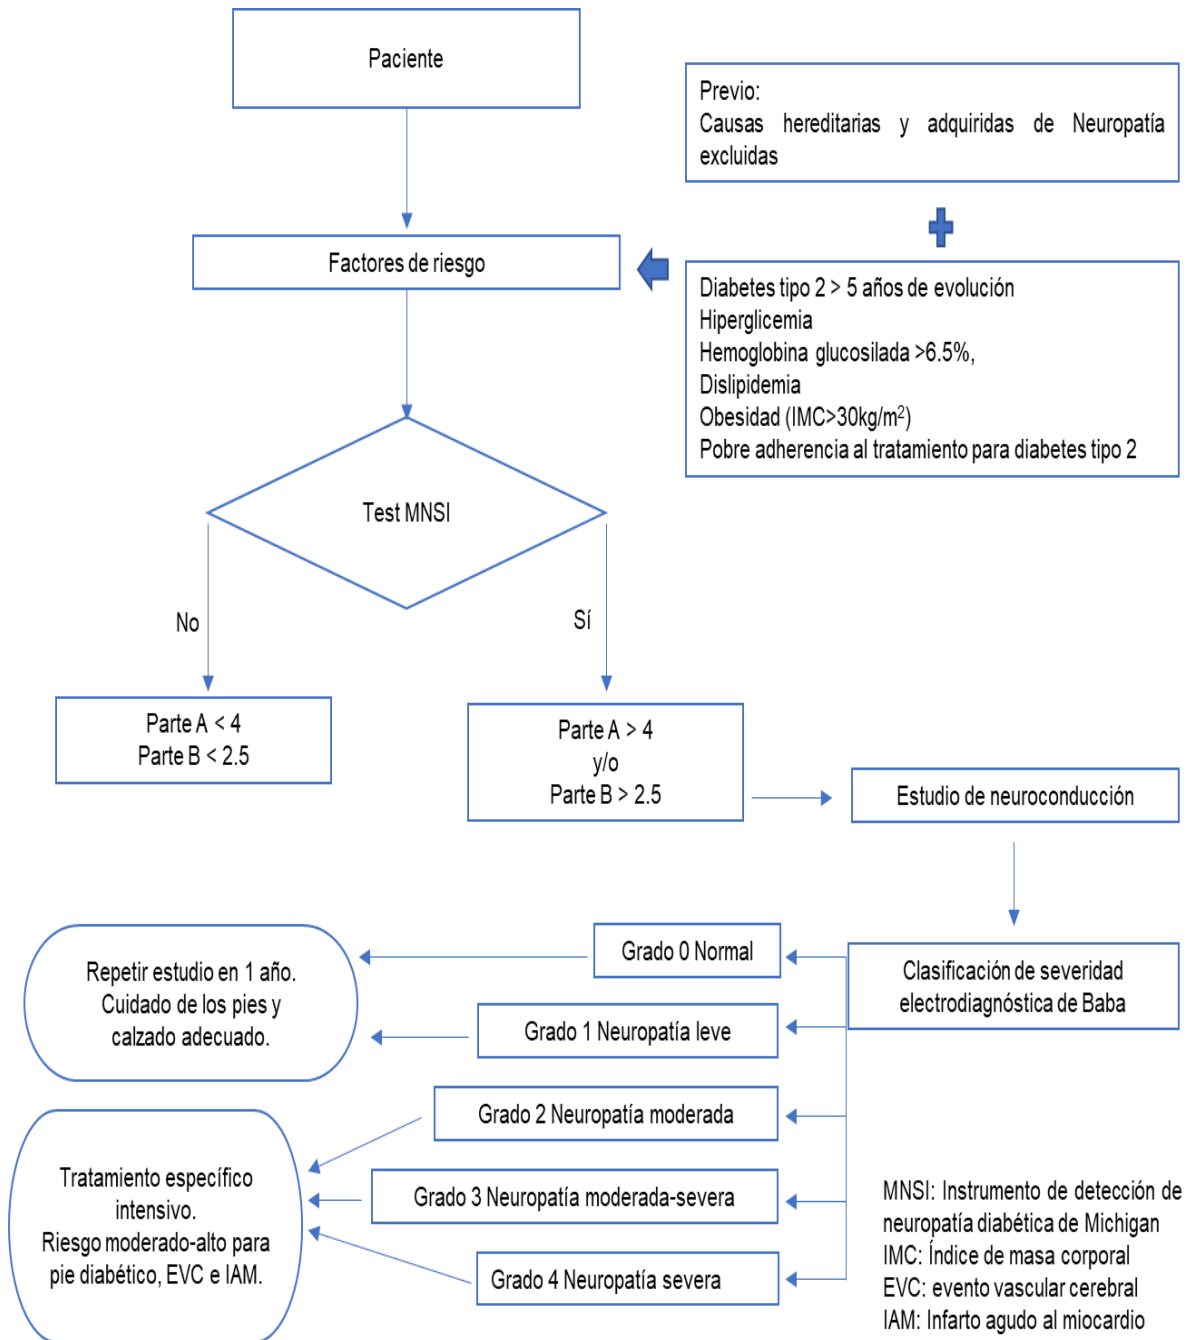 Paciente
Previo:
Causas hereditarias y adquiridas de Neuropatía
excluidas
Factores de riesgo
Diabetes tipo 2 > 5 años de evolución
Hiperglicemia
Hemoglobina glucosilada >6.5%,
Dislipidemia
Obesidad (IMC>30kg/m²)
Pobre adherencia al tratamiento para diabetes tipo 2
Test MNSI
No
Sí
Parte A < 4
Parte B < 2.5
Parte A > 4
y/o
Parte B > 2.5
Estudio de neuroconducción
Clasificación de severidad
electrodiagnóstica de Baba
Grado 0 Normal
Grado 1 Neuropatía leve
Grado 2 Neuropatía moderada
Grado 3 Neuropatía moderada-severa
Grado 4 Neuropatía severa
Repetir estudio en 1 año.
Cuidado de los pies y
calzado adecuado.
Tratamiento específico
intensivo.
Riesgo moderado-alto para
pie diabético, EVC e IAM.
MNSI: Instrumento de detección de
neuropatía diabética de Michigan
IMC: Índice de masa corporal
EVC: evento vascular cerebral
IAM: Infarto agudo al miocardio